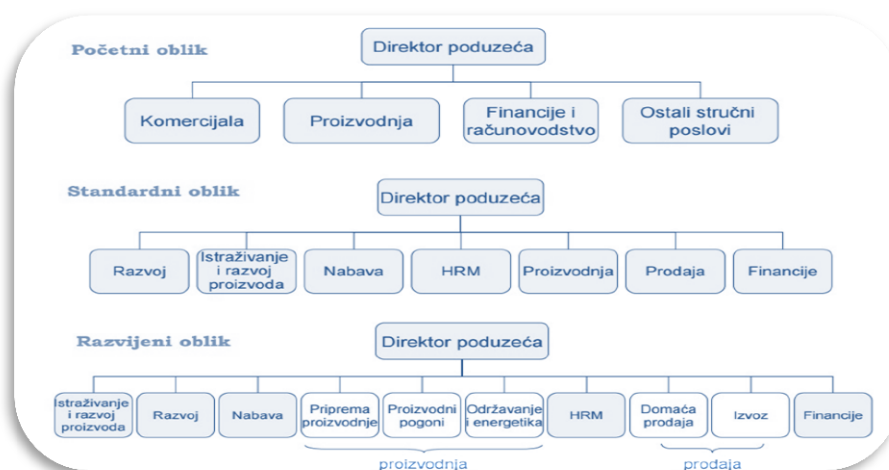 Početni oblik
Direktor poduzeća
Komercijala
Proizvodnja
Financije i
računovodstvo
Ostali stručni
poslovi
Standardni oblik
Direktor poduzeća
Razvoj
Istraživanje
i razvoj
proizvoda
Nabava
HRM
Proizvodnja
Prodaja
Financije
Razvijeni oblik
Direktor poduzeća
Istraživanje
i razvoj
proizvoda
Razvoj
Nabava
Priprema
proizvodnje
Proizvodni
pogoni
Održavanje
i energetika
HRM
Domaća
prodaja
Izvoz
Financije
proizvodnja
prodaja